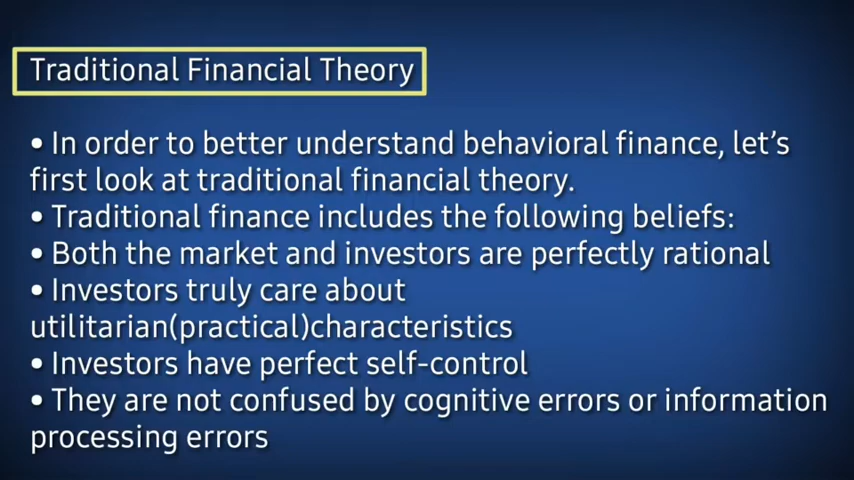 Traditional Financial Theory
• In order to better understand behavioral finance, let's
first look at traditional financial theory.
• Traditional finance includes the following beliefs:
• Both the market and investors are perfectly rational
• Investors truly care about
utilitarian(practical)characteristics
• Investors have perfect self-control
• They are not confused by cognitive errors or information
processing errors